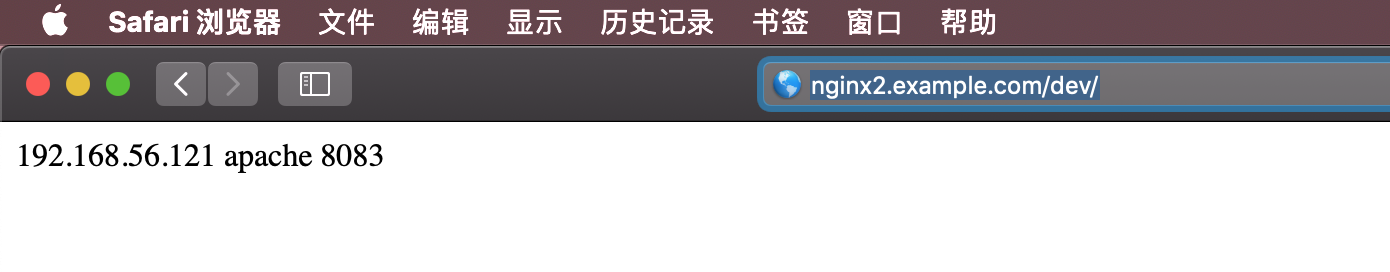 Safari 浏览器 文件 编辑 显示 历史记录 书签 窗口 帮助
nginx2.example.com/dev/
192.168.56.121 apache 8083